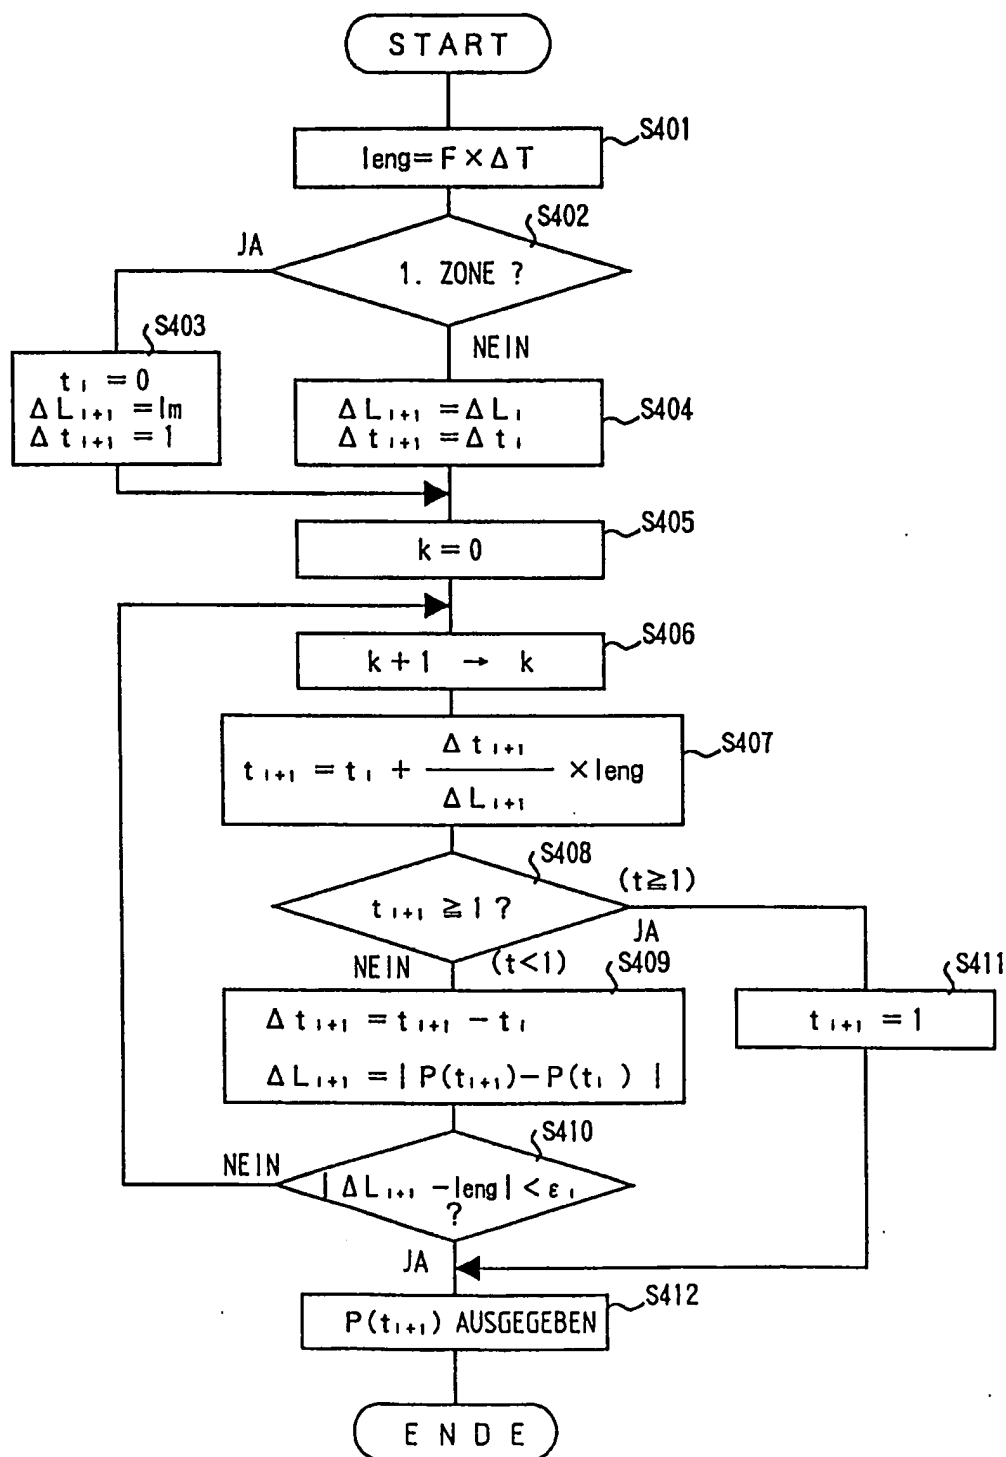 START
S401
leng=F×ΔT
S402
JA
1. ZONE ?
NEIN
S403
tᵢ = 0
ΔLᵢ₊₁ = lm
Δtᵢ₊₁ = 1
S404
ΔLᵢ₊₁ = ΔLᵢ
Δtᵢ₊₁ = Δtᵢ
S405
k = 0
S406
k + 1 → k
S407
tᵢ₊₁ = tᵢ + Δtᵢ₊₁ / ΔLᵢ₊₁ × leng
S408
tᵢ₊₁ ≧ 1 ?
(t≧1)
JA
NEIN
(t<1)
S409
Δtᵢ₊₁ = tᵢ₊₁ − tᵢ
ΔLᵢ₊₁ = | P(tᵢ₊₁)−P(tᵢ) |
S411
tᵢ₊₁ = 1
S410
NEIN
| ΔLᵢ₊₁ −leng| < εᵢ
?
JA
S412
P(tᵢ₊₁) AUSGEGEBEN
ENDE